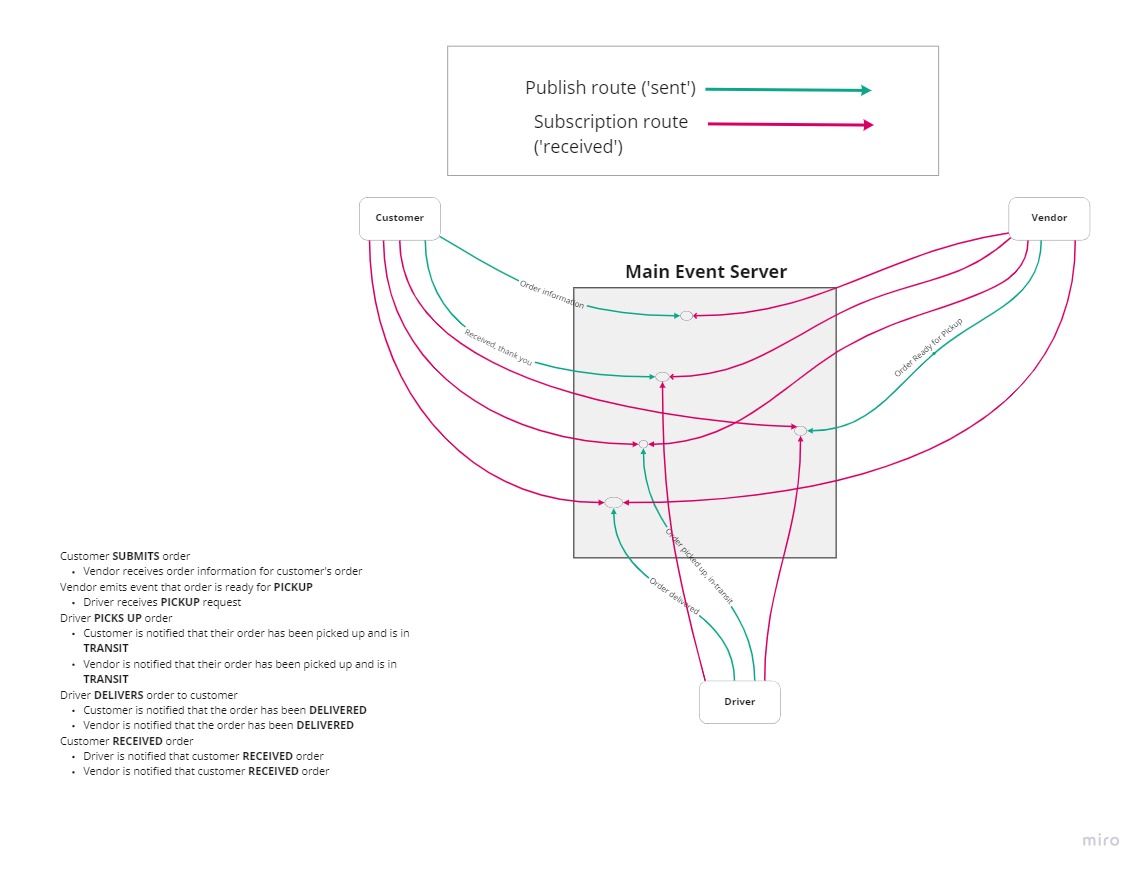 Publish route ('sent')
Subscription route
('received')
Customer
Vendor
Main Event Server
Order information
Received, thank you
Order Ready for Pickup
Order picked up, in-transit
Order delivered
Customer SUBMITS order
• Vendor receives order information for customer's order
Vendor emits event that order is ready for PICKUP
• Driver receives PICKUP request
Driver PICKS UP order
• Customer is notified that their order has been picked up and is in
TRANSIT
• Vendor is notified that their order has been picked up and is in
TRANSIT
Driver DELIVERS order to customer
• Customer is notified that the order has been DELIVERED
• Vendor is notified that the order has been DELIVERED
Customer RECEIVED order
• Driver is notified that customer RECEIVED order
• Vendor is notified that customer RECEIVED order
Driver
miro